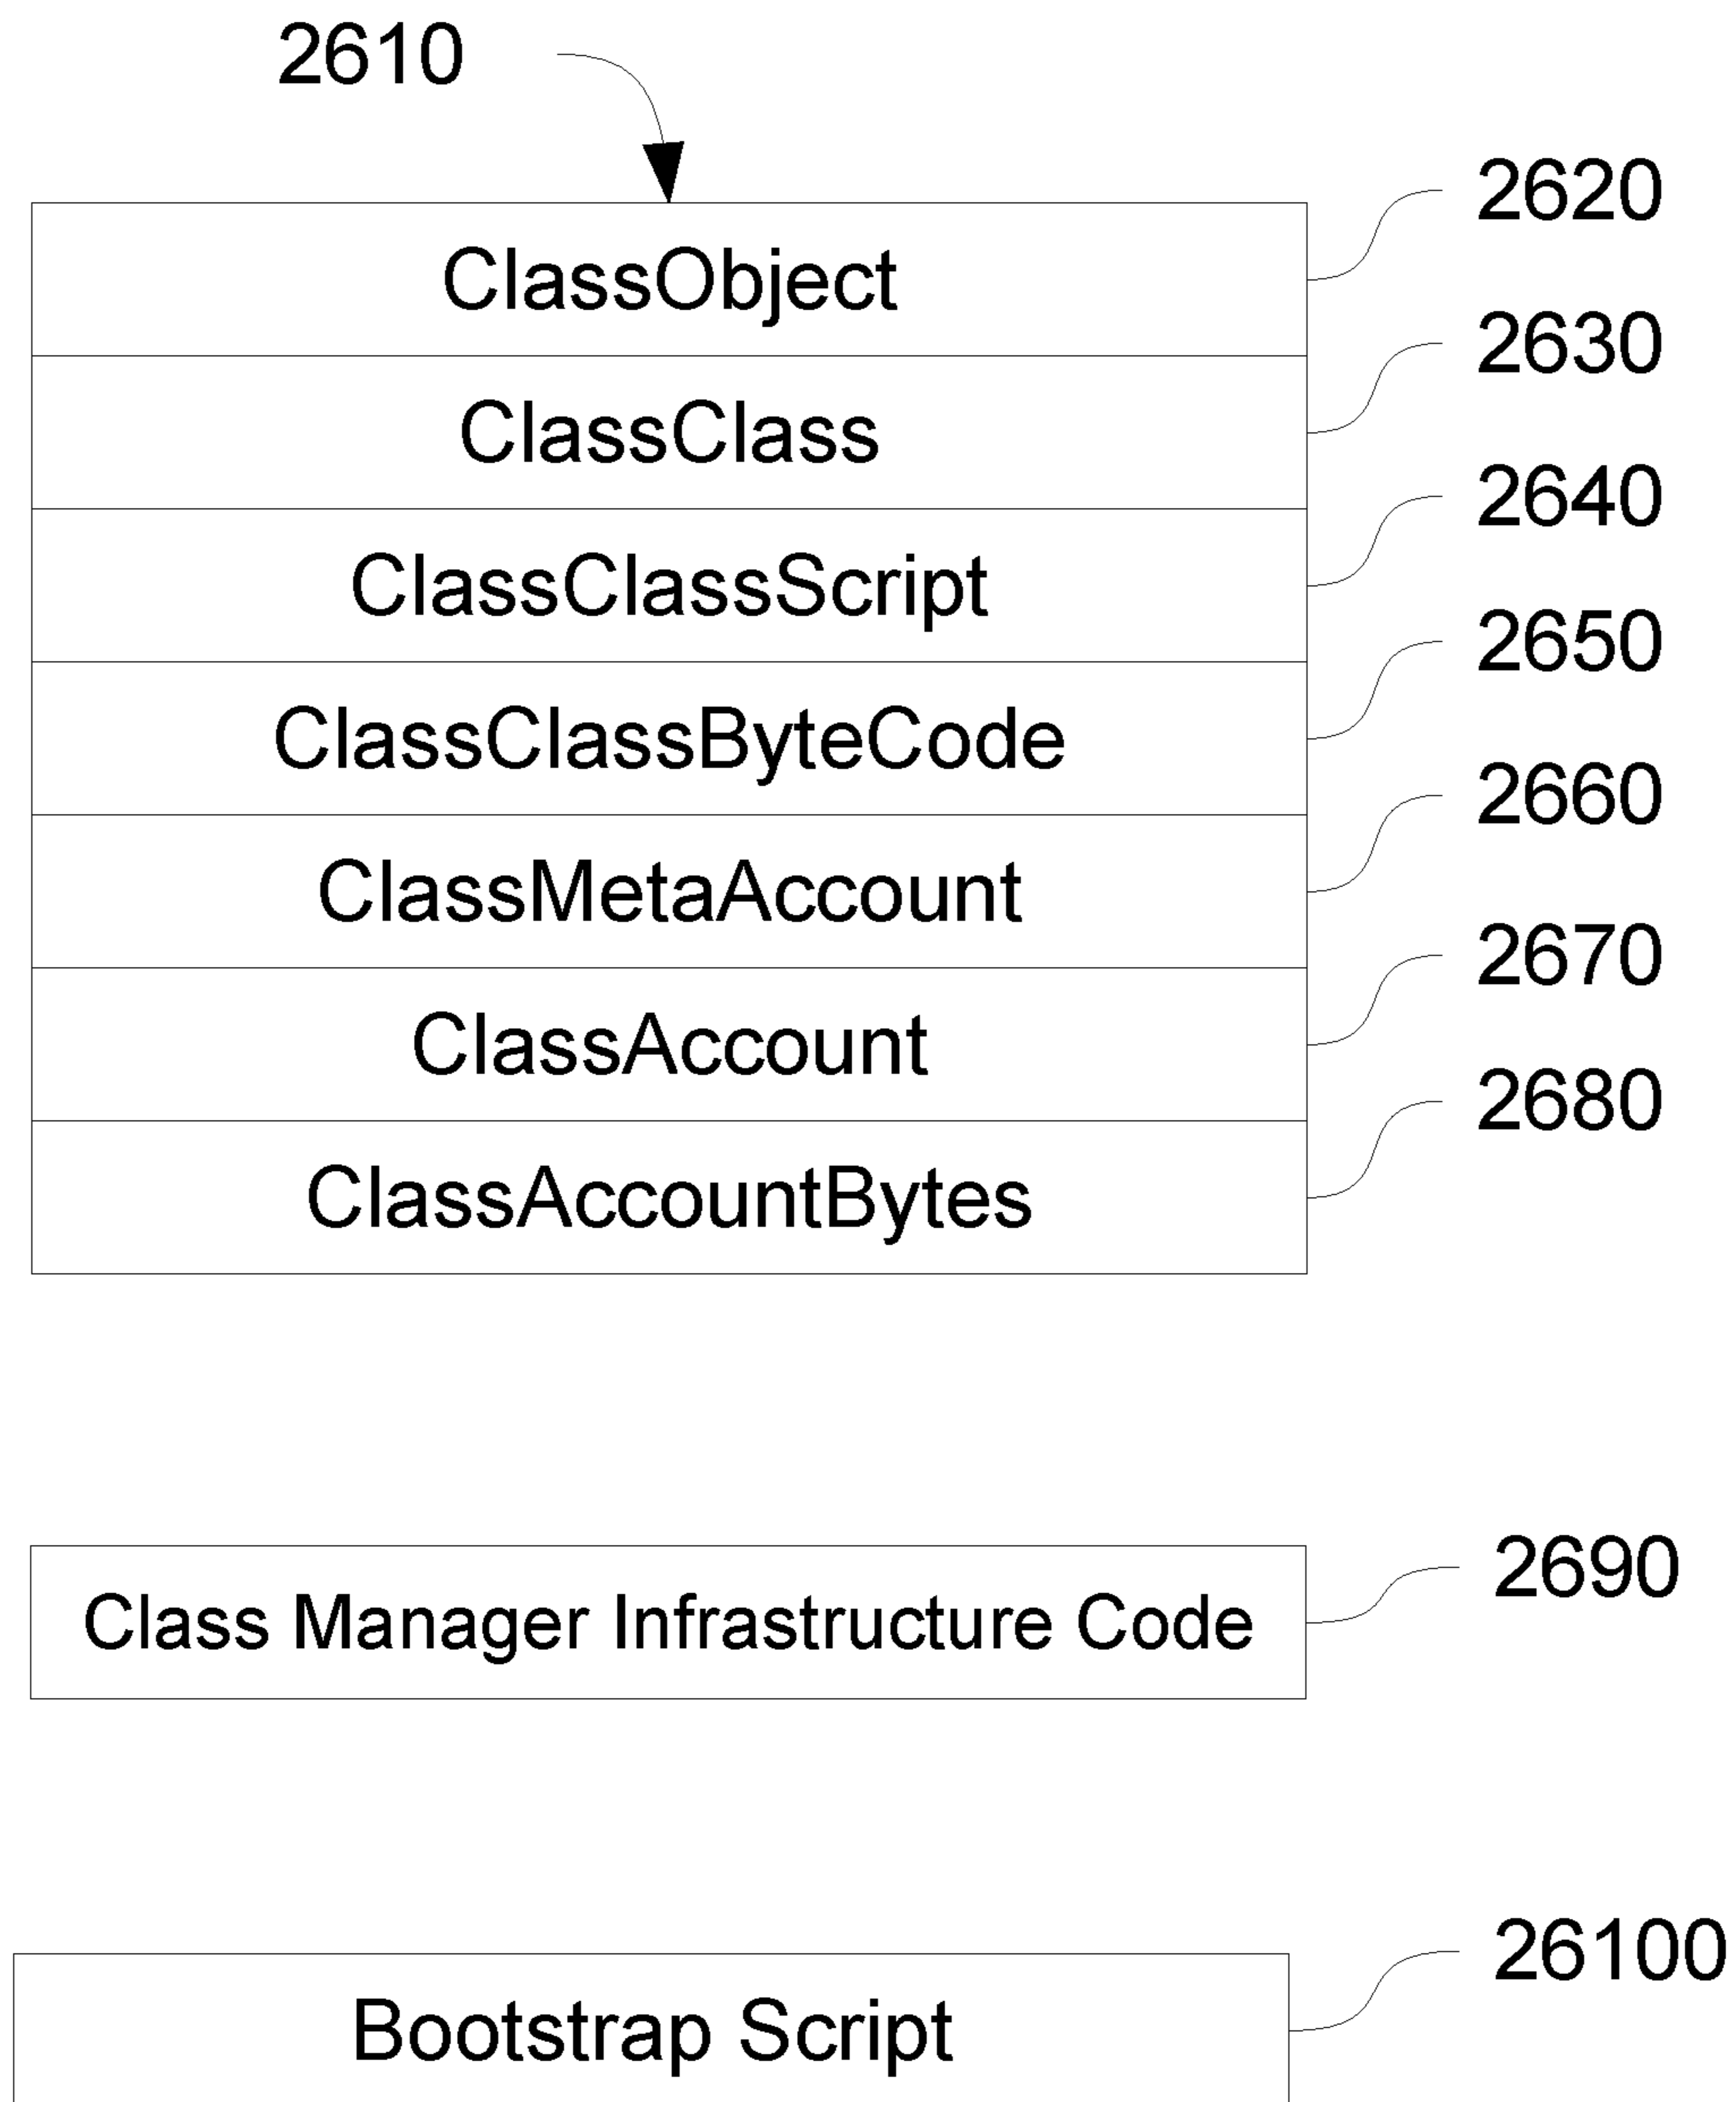 2610
ClassObject 2620
ClassClass 2630
ClassClassScript 2640
ClassClassByteCode 2650
ClassMetaAccount 2660
ClassAccount 2670
ClassAccountBytes 2680
Class Manager Infrastructure Code 2690
Bootstrap Script 26100